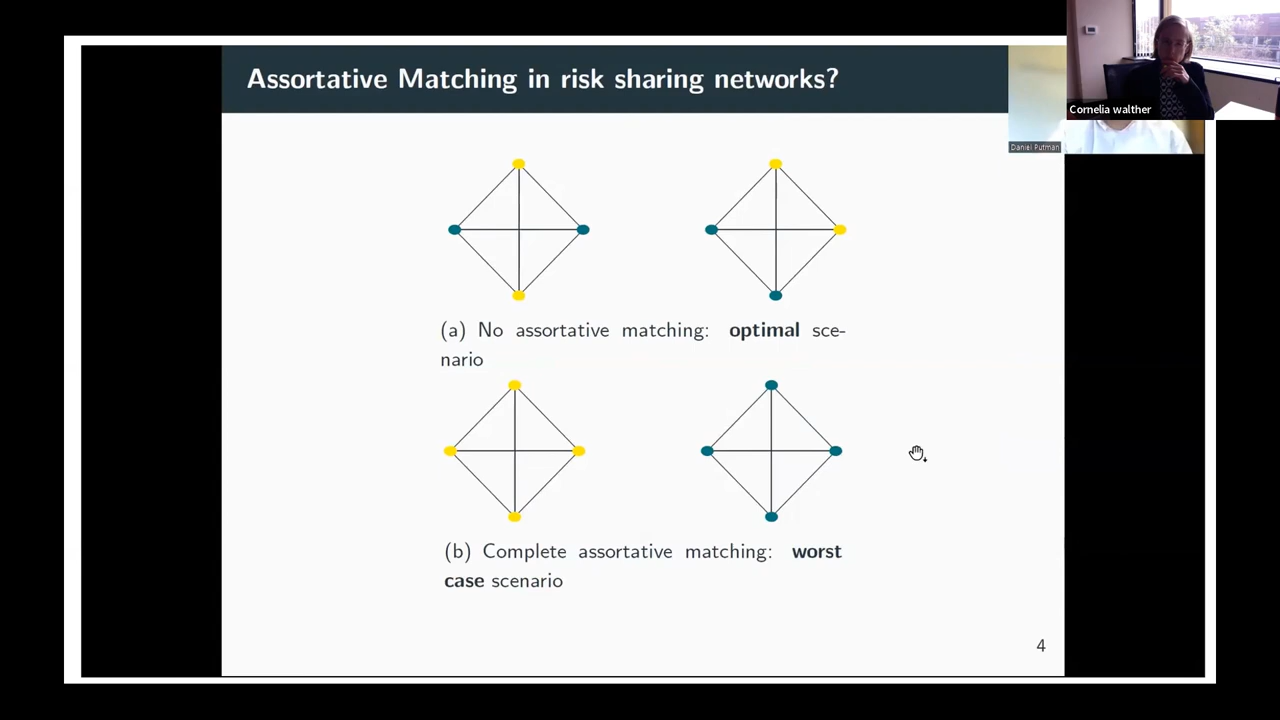 Assortative Matching in risk sharing networks?
Cornelia walther
Daniel Putman
(a) No assortative matching: optimal sce-
nario
(b) Complete assortative matching: worst
case scenario
4